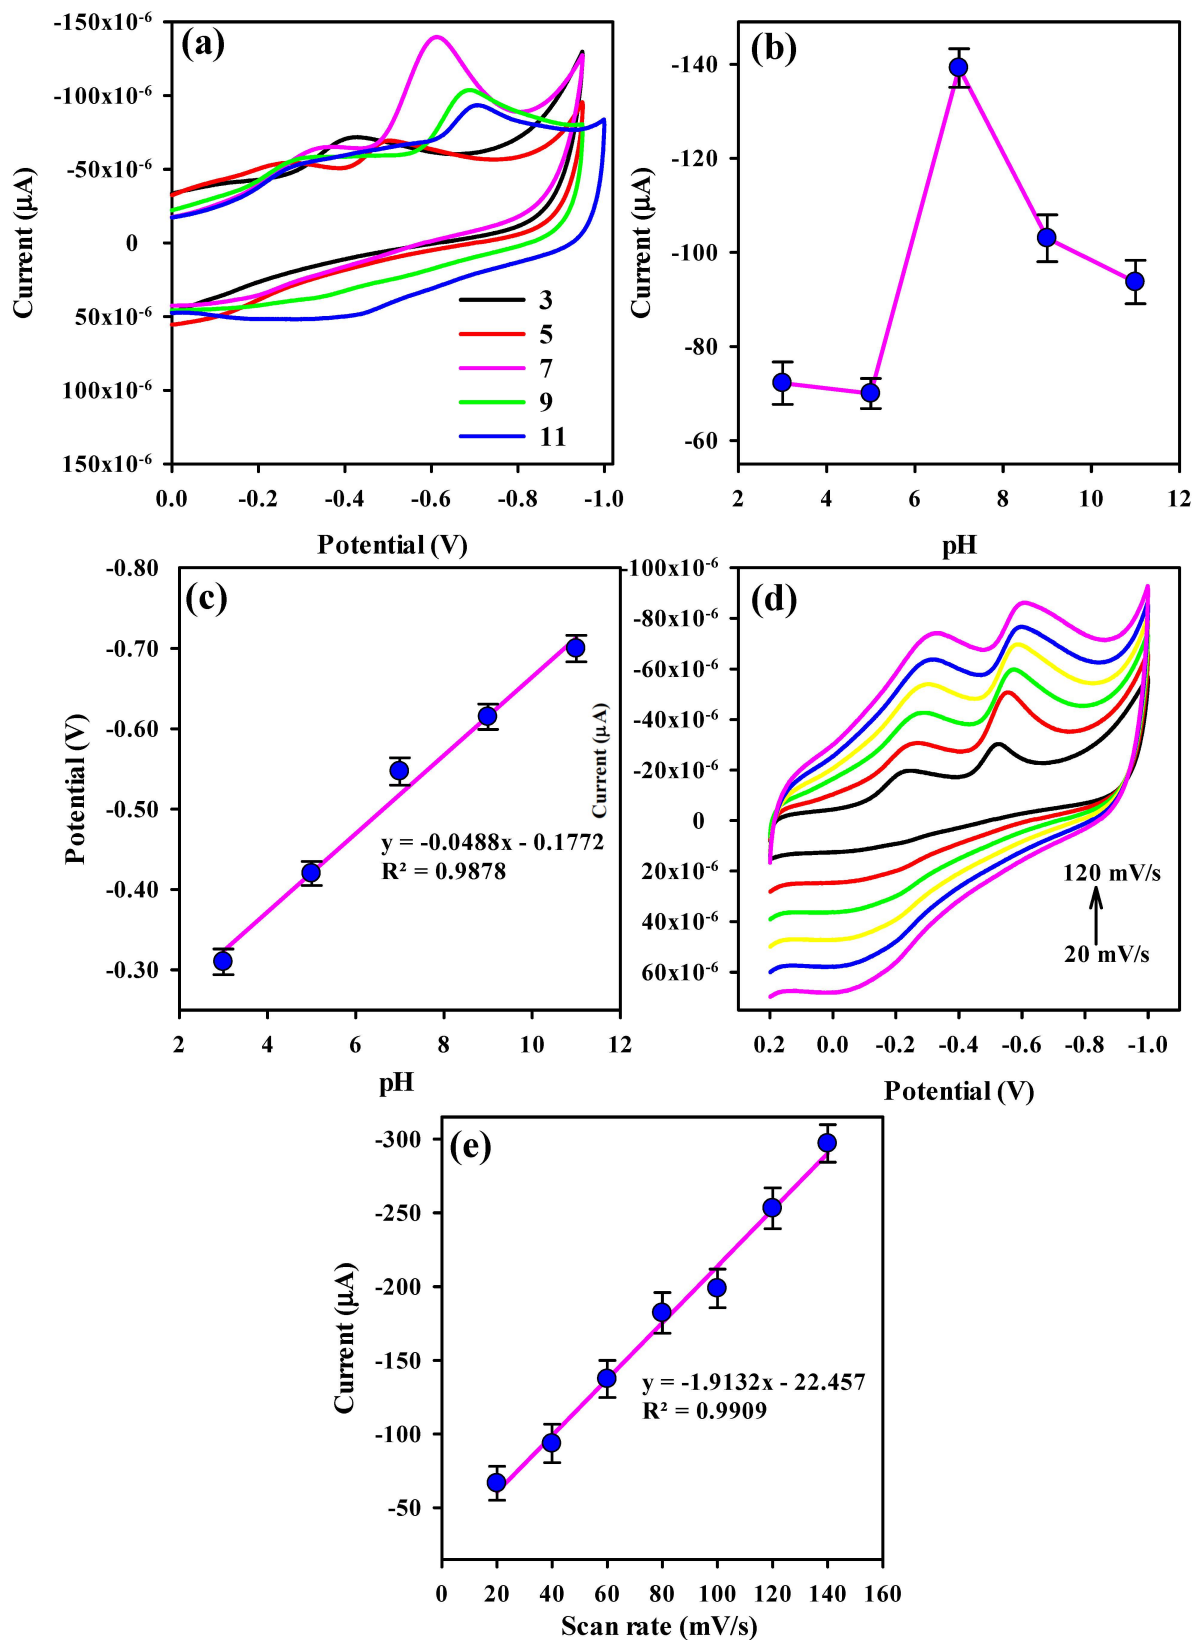 (a)
-150x10⁻⁶
-100x10⁻⁶
-50x10⁻⁶
0
50x10⁻⁶
100x10⁻⁶
150x10⁻⁶
Current (µA)
3
5
7
9
11
0.0 -0.2 -0.4 -0.6 -0.8 -1.0
Potential (V)
(b)
-140
-120
-100
-80
-60
Current (µA)
2 4 6 8 10 12
pH
(c)
-0.80
-0.70
-0.60
-0.50
-0.40
-0.30
Potential (V)
y = -0.0488x - 0.1772
R² = 0.9878
2 4 6 8 10 12
pH
(d)
-100x10⁻⁶
-80x10⁻⁶
-60x10⁻⁶
-40x10⁻⁶
-20x10⁻⁶
0
20x10⁻⁶
40x10⁻⁶
60x10⁻⁶
Current (µA)
120 mV/s
20 mV/s
0.2 0.0 -0.2 -0.4 -0.6 -0.8 -1.0
Potential (V)
(e)
-300
-250
-200
-150
-100
-50
Current (µA)
y = -1.9132x - 22.457
R² = 0.9909
0 20 40 60 80 100 120 140 160
Scan rate (mV/s)